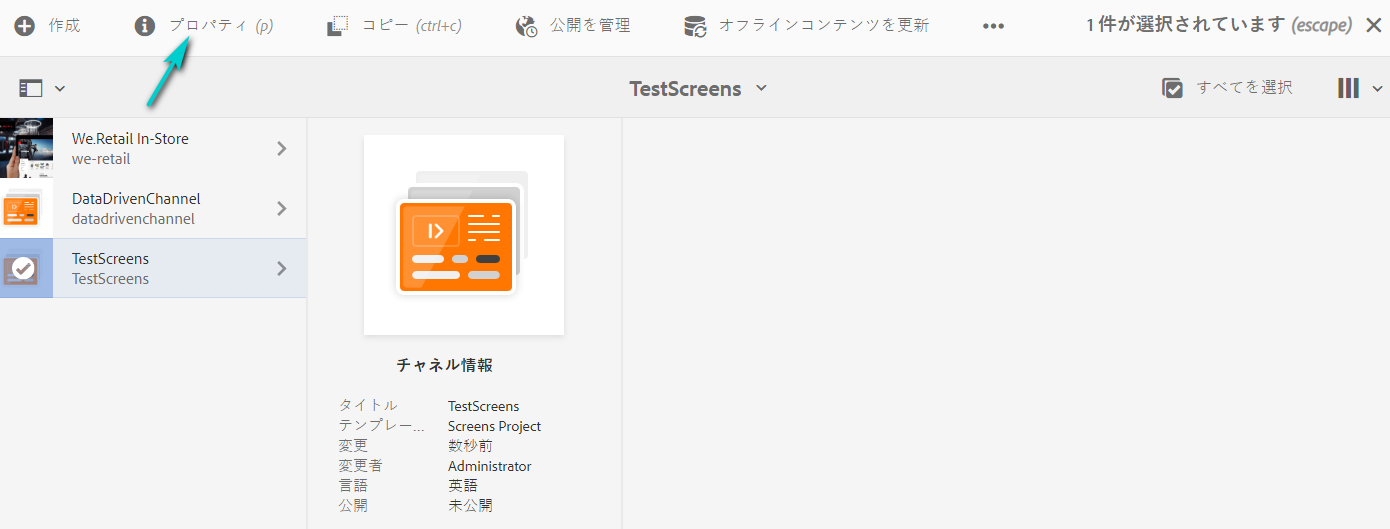 作成 プロパティ (p) コピー (ctrl+c) 公開を管理 オフラインコンテンツを更新 ••• 1 件が選択されています (escape)
TestScreens すべてを選択
We.Retail In-Store
we-retail
DataDrivenChannel
datadrivenchannel
TestScreens
TestScreens
チャネル情報
タイトル TestScreens
テンプレー... Screens Project
変更 数秒前
変更者 Administrator
言語 英語
公開 未公開